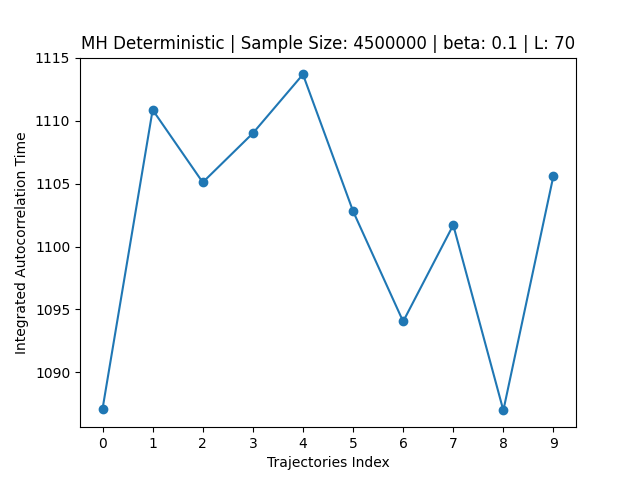 MH Deterministic | Sample Size: 4500000 | beta: 0.1 | L: 70
1115
1110
1105
1100
1095
1090
Integrated Autocorrelation Time
0 1 2 3 4 5 6 7 8 9
Trajectories Index